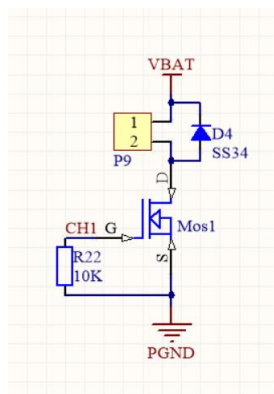 VBAT
1
2
P9
D4
SS34
D
CH1 G
Mos1
S
R22
10K
PGND